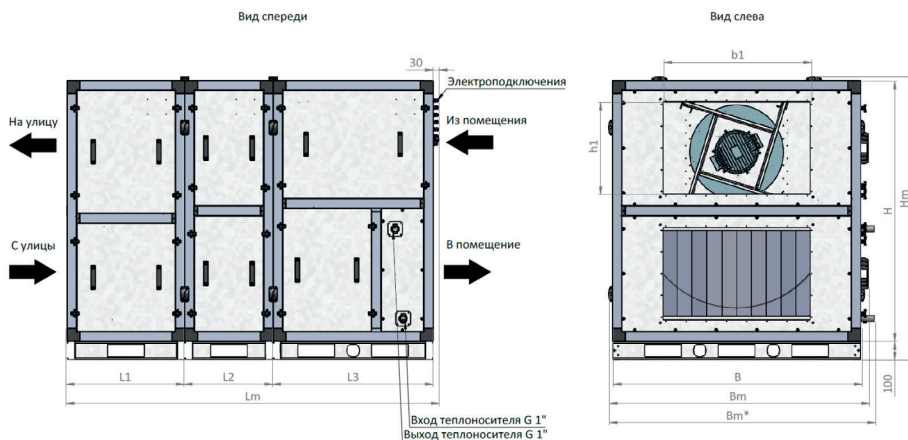 Вид спереди
Вид слева
30
Электроподключения
b1
На улицу
Из помещения
h1
H
Hm
С улицы
В помещение
L1
L2
L3
Lm
B
Bm
Bm*
100
Вход теплоносителя G 1"
Выход теплоносителя G 1"